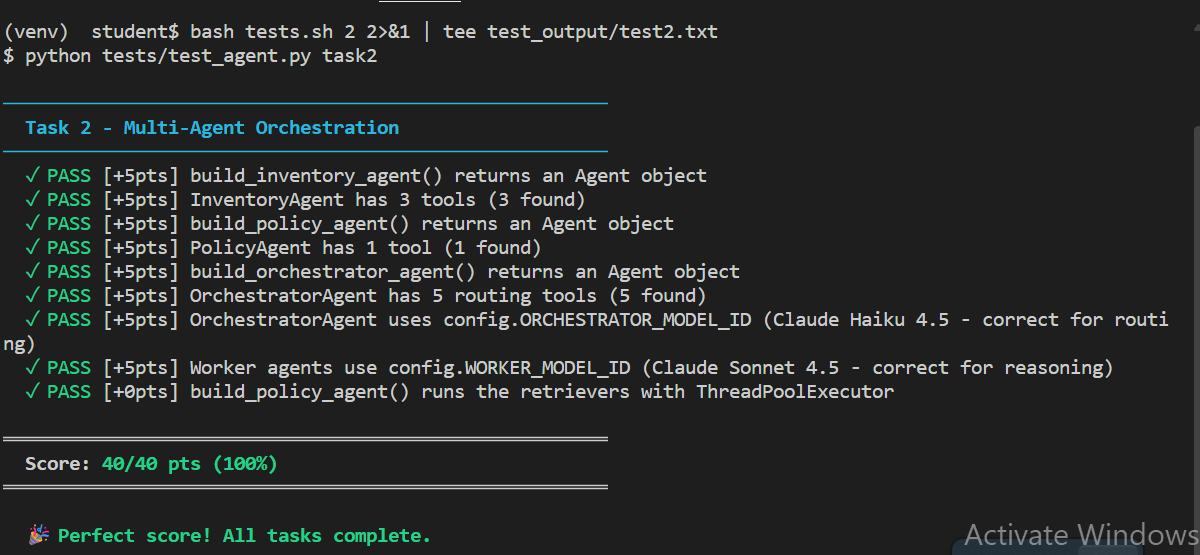 (venv)  student$ bash tests.sh 2 2>&1 | tee test_output/test2.txt
$ python tests/test_agent.py task2
Task 2 - Multi-Agent Orchestration
✓ PASS [+5pts] build_inventory_agent() returns an Agent object
✓ PASS [+5pts] InventoryAgent has 3 tools (3 found)
✓ PASS [+5pts] build_policy_agent() returns an Agent object
✓ PASS [+5pts] PolicyAgent has 1 tool (1 found)
✓ PASS [+5pts] build_orchestrator_agent() returns an Agent object
✓ PASS [+5pts] OrchestratorAgent has 5 routing tools (5 found)
✓ PASS [+5pts] OrchestratorAgent uses config.ORCHESTRATOR_MODEL_ID (Claude Haiku 4.5 - correct for routi
ng)
✓ PASS [+5pts] Worker agents use config.WORKER_MODEL_ID (Claude Sonnet 4.5 - correct for reasoning)
✓ PASS [+0pts] build_policy_agent() runs the retrievers with ThreadPoolExecutor
Score: 40/40 pts (100%)
🎉 Perfect score! All tasks complete.
Activate Windows